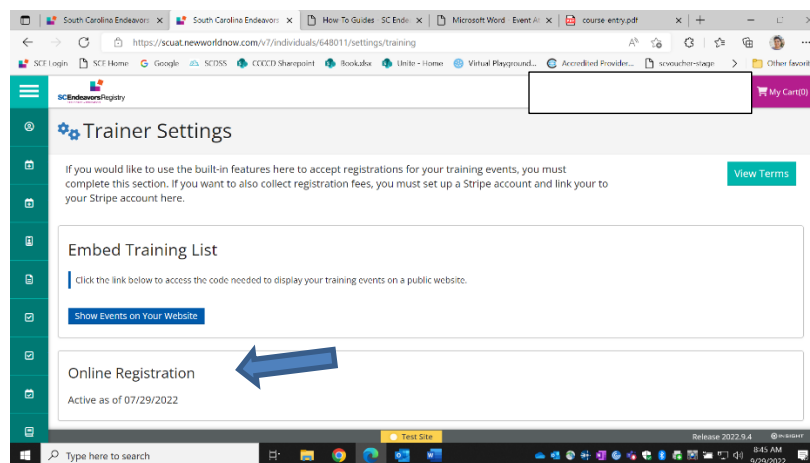 South Carolina Endeavors
South Carolina Endeavors
How-To Guides - SC Ende
Microsoft Word - Event A
course entry.pdf
https://scuat.newworldnow.com/v7/individuals/648011/settings/training
SCE Login
SCE Home
Google
SCDSS
CCCCD Sharepoint
Book.xlsx
Unite - Home
Virtual Playground...
Accredited Provider...
scvoucher-stage
Other favorit
SCEndeavorsRegistry
My Cart(0)
Trainer Settings
If you would like to use the built-in features here to accept registrations for your training events, you must
complete this section. If you want to also collect registration fees, you must set up a Stripe account and link your to
your Stripe account here.
View Terms
Embed Training List
Click the link below to access the code needed to display your training events on a public website.
Show Events on Your Website
Online Registration
Active as of 07/29/2022
Test Site
Release 2022.9.4
INSIGHT
Type here to search
8:45 AM
9/29/2022